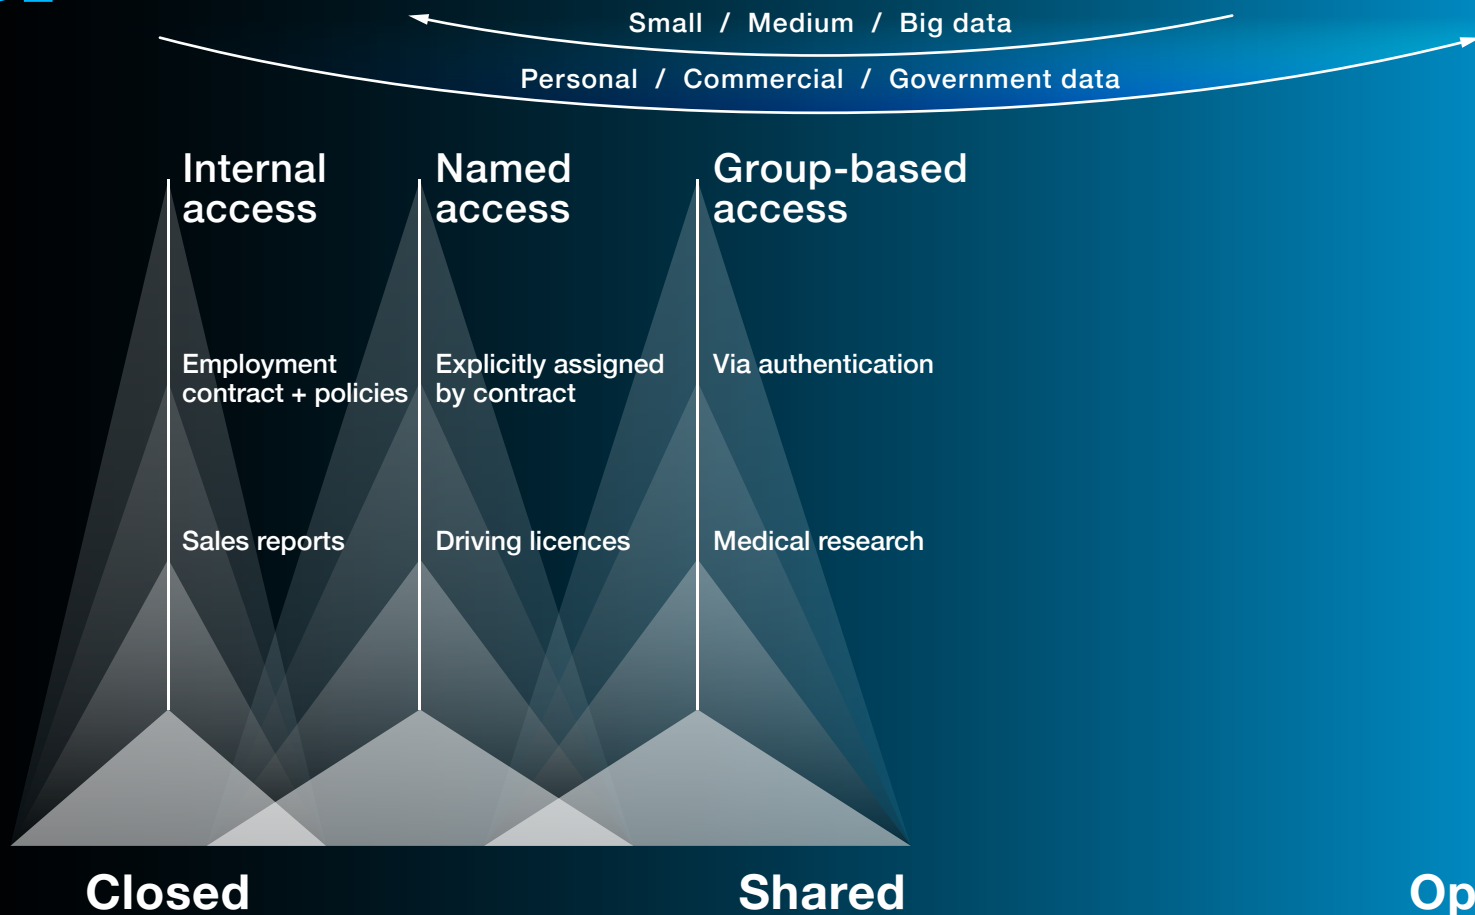 Small / Medium / Big data
Personal / Commercial / Government data
Internal
access
Named
access
Group-based
access
Employment
contract + policies
Explicitly assigned
by contract
Via authentication
Sales reports
Driving licences
Medical research
Closed
Shared
Op